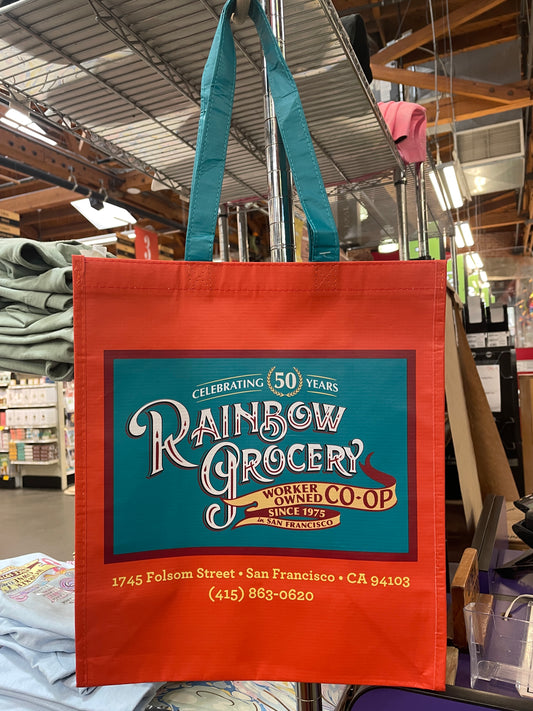 3
CELEBRATING 50 YEARS
RAINBOW
GROCERY
WORKER
OWNED CO-OP
SINCE 1975
in SAN FRANCISCO
1745 Folsom Street • San Francisco • CA 94103
(415) 863-0620